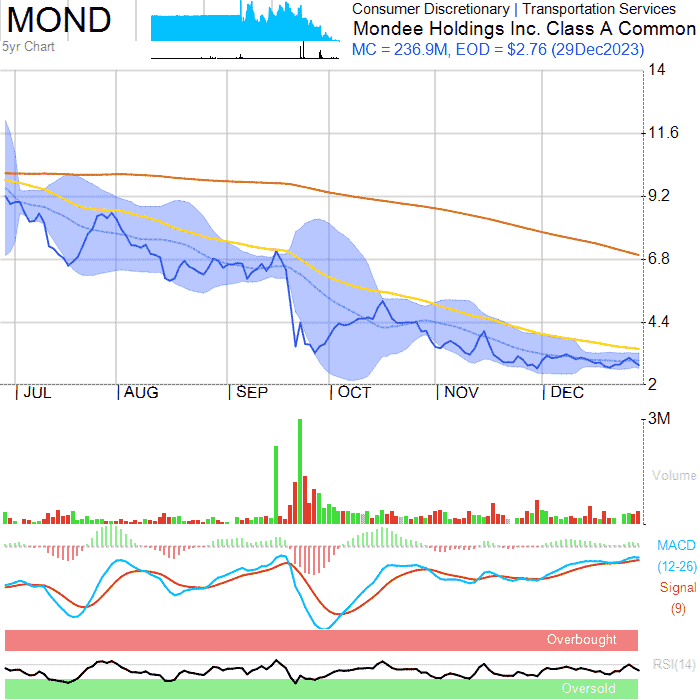 MOND
Consumer Discretionary | Transportation Services
Mondee Holdings Inc. Class A Common
5yr Chart
MC = 236.9M, EOD = $2.76 (29Dec2023)
14
11.6
9.2
6.8
4.4
2
JUL
AUG
SEP
OCT
NOV
DEC
3M
Volume
MACD
(12-26)
Signal
(9)
Overbought
RSI(14)
Oversold